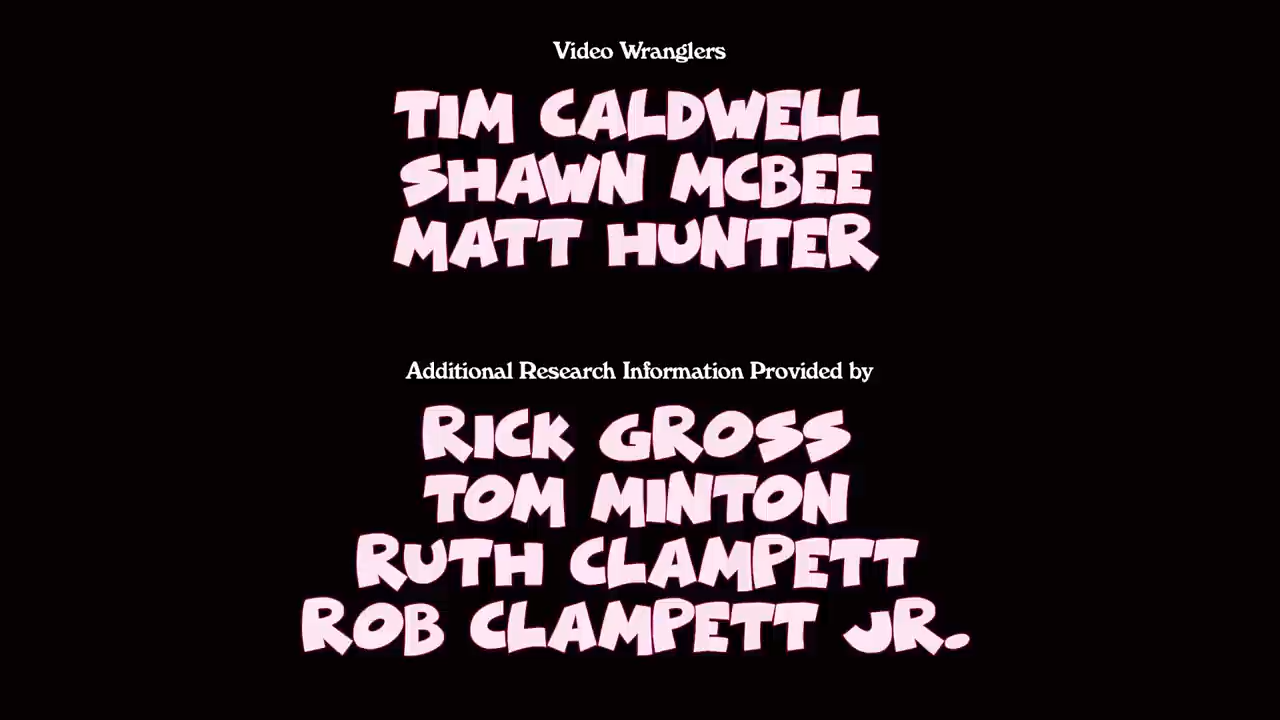 Video Wranglers
TIM CALDWELL
SHAWN MCBEE
MATT HUNTER
Additional Research Information Provided by
RICK GROSS
TOM MINTON
RUTH CLAMPETT
ROB CLAMPETT JR.